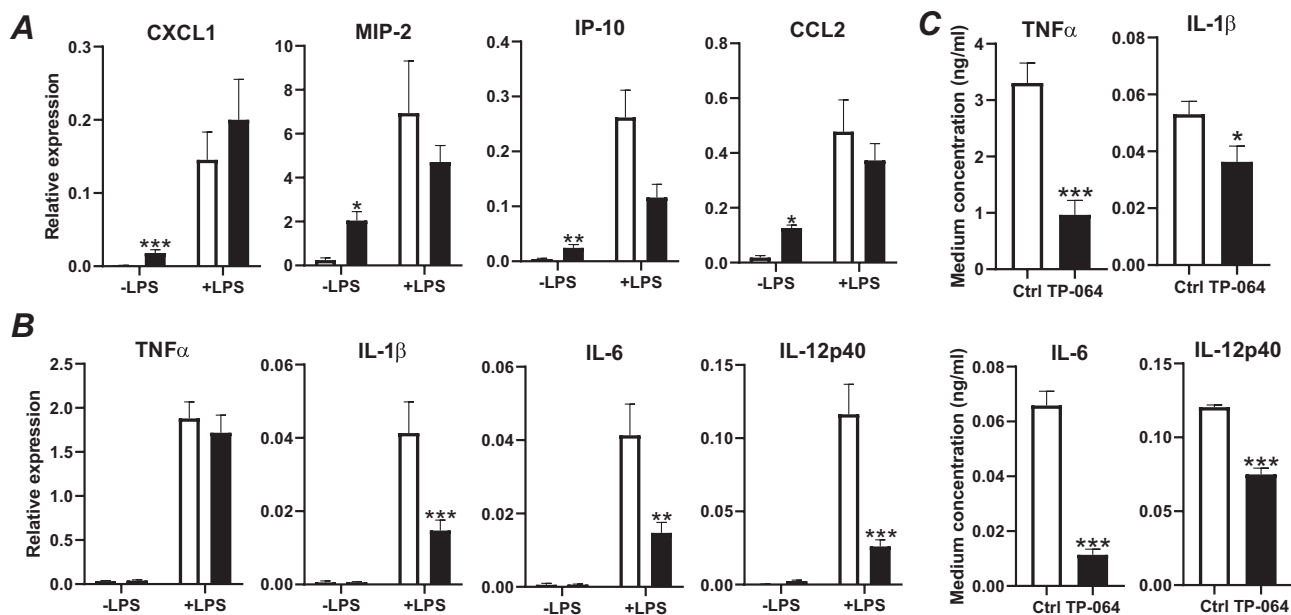 A
CXCL1
MIP-2
IP-10
CCL2
Relative expression
0.3
0.2
0.1
0.0
-LPS
+LPS
***
10
8
6
4
2
0
-LPS
+LPS
*
0.4
0.3
0.2
0.1
0.0
-LPS
+LPS
**
0.8
0.6
0.4
0.2
0.0
-LPS
+LPS
*
B
TNFα
IL-1β
IL-6
IL-12p40
Relative expression
2.5
2.0
1.5
1.0
0.5
0.0
-LPS
+LPS
0.06
0.04
0.02
0.00
-LPS
+LPS
***
0.06
0.04
0.02
0.00
-LPS
+LPS
**
0.15
0.10
0.05
0.00
-LPS
+LPS
***
C
TNFα
IL-1β
Medium concentration (ng/ml)
4
3
2
1
0
***
Ctrl TP-064
0.08
0.06
0.04
0.02
0.00
*
Ctrl TP-064
IL-6
IL-12p40
Medium concentration (ng/ml)
0.08
0.06
0.04
0.02
0.00
***
Ctrl TP-064
0.15
0.10
0.05
0.00
***
Ctrl TP-064